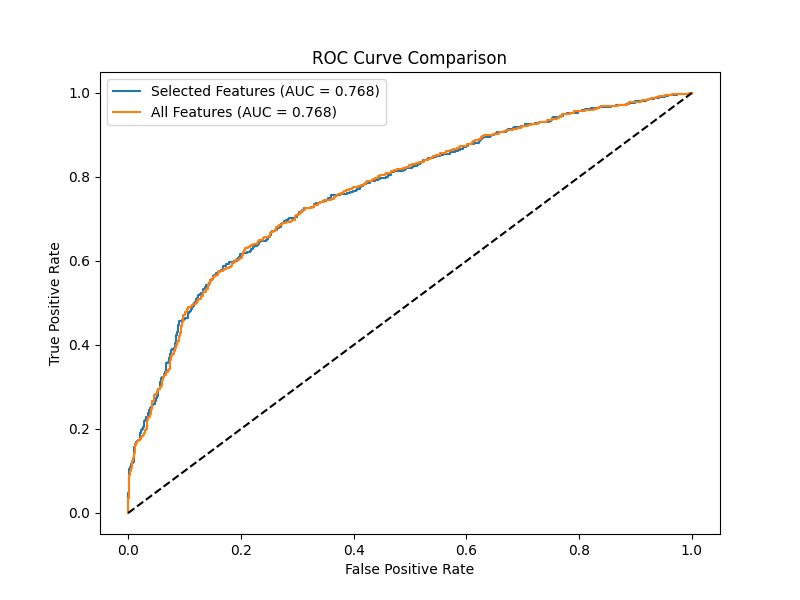 ROC Curve Comparison
Selected Features (AUC = 0.768)
All Features (AUC = 0.768)
True Positive Rate
1.0
0.8
0.6
0.4
0.2
0.0
0.0 0.2 0.4 0.6 0.8 1.0
False Positive Rate